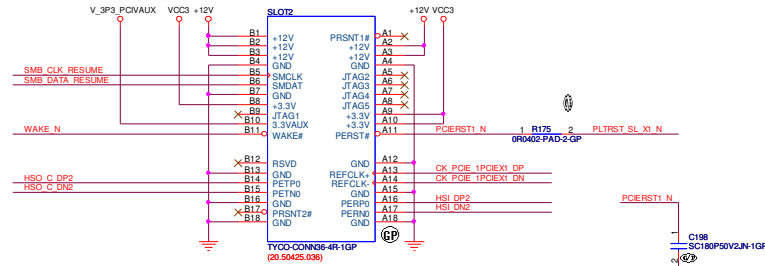 V_3P3_PCIVAUX VCC3 +12V
SLOT2
+12V VCC3
B1 +12V PRSNT1# A1
B2 +12V +12V A2
B3 +12V +12V A3
B4 GND GND A4
SMB_CLK_RESUME B5 SMCLK JTAG2 A5
SMB_DATA_RESUME B6 SMDAT JTAG3 A6
B7 GND JTAG4 A7
B8 +3.3V JTAG5 A8
B9 JTAG1 +3.3V A9
B10 3.3VAUX +3.3V A10
WAKE_N B11 WAKE# PERST# A11 PCIERST1_N 1 R175 2 PLTRST_SL_X1_N
0R0402-PAD-2-GP
B12 RSVD GND A12
B13 GND REFCLK+ A13 CK_PCIE_1PCIEX1_DP
HSO_C_DP2 B14 PETP0 REFCLK- A14 CK_PCIE_1PCIEX1_DN
HSO_C_DN2 B15 PETN0 GND A15
B16 GND PERP0 A16 HSI_DP2
B17 PRSNT2# PERN0 A17 HSI_DN2
B18 GND GND A18
PCIERST1_N
GP
TYCO-CONN36-4R-1GP
(20.50425.036)
1
C198
SC180P50V2JN-1GP
2